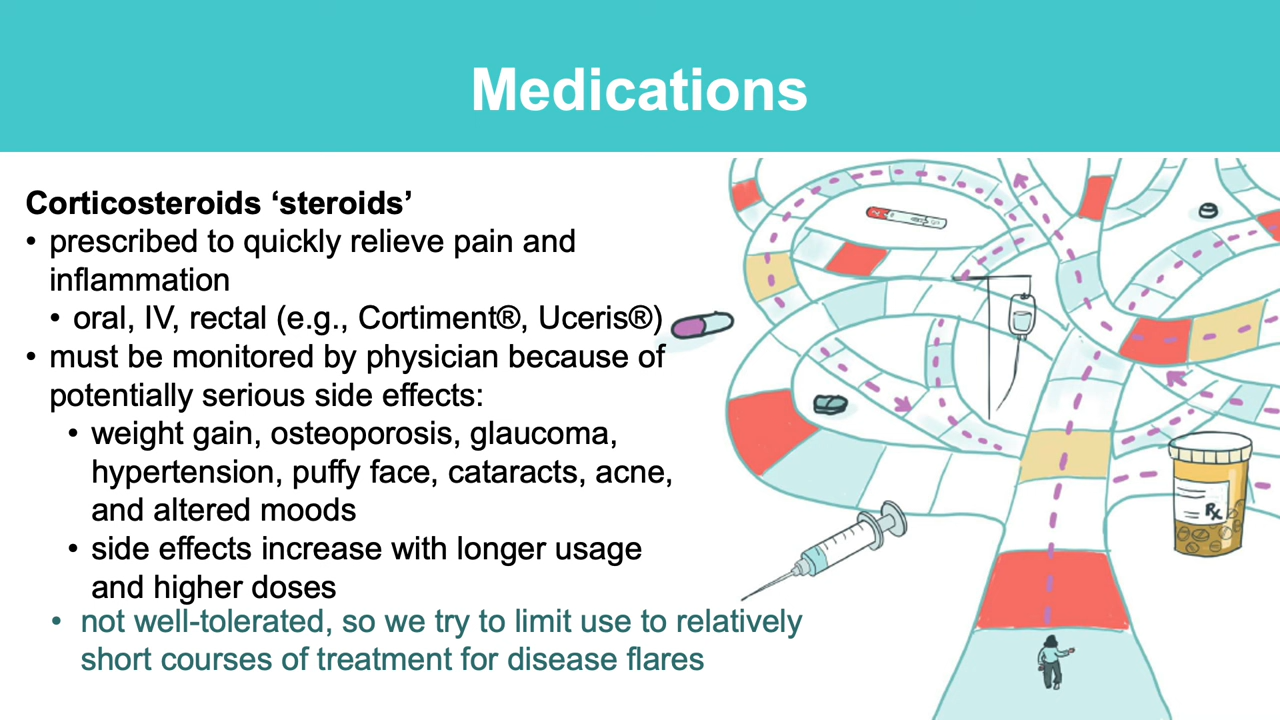 Medications
Corticosteroids ‘steroids’
• prescribed to quickly relieve pain and
inflammation
• oral, IV, rectal (e.g., Cortiment®, Uceris®)
• must be monitored by physician because of
potentially serious side effects:
• weight gain, osteoporosis, glaucoma,
hypertension, puffy face, cataracts, acne,
and altered moods
• side effects increase with longer usage
and higher doses
• not well-tolerated, so we try to limit use to relatively
short courses of treatment for disease flares
Rx